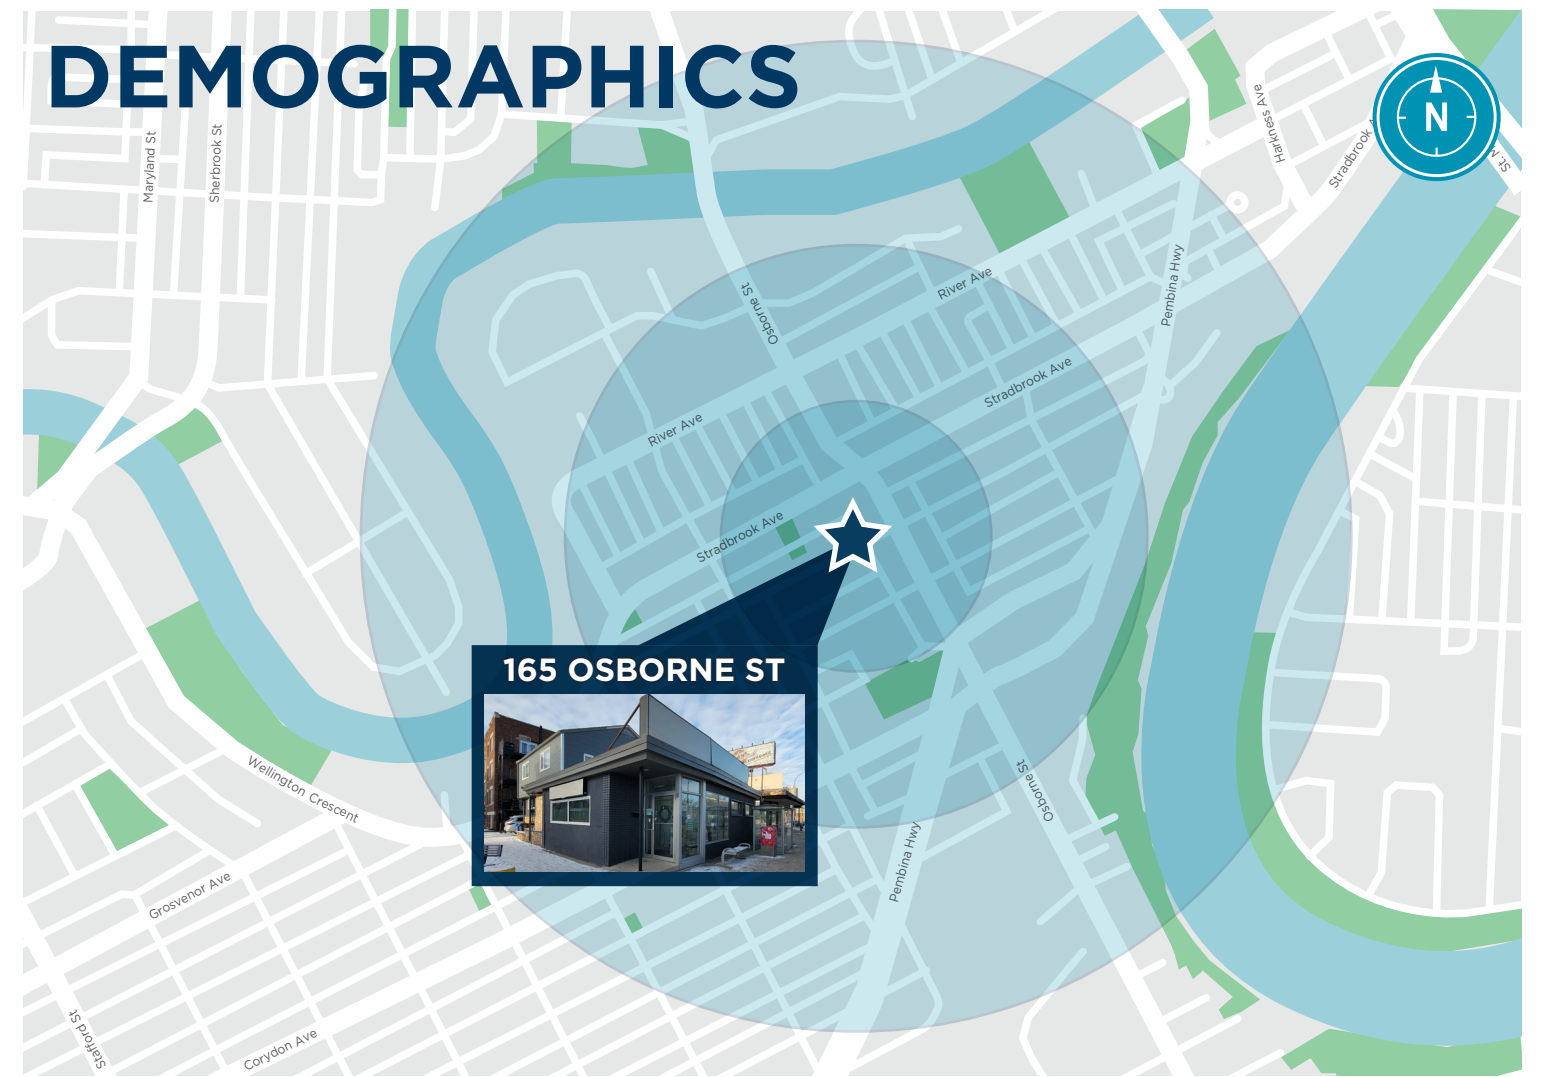 DEMOGRAPHICS
N
Maryland St
Sherbrook St
Harkness Ave
Stradbrook A
St. M
Osborne St
River Ave
Pembina Hwy
Stradbrook Ave
River Ave
Stradbrook Ave
165 OSBORNE ST
Wellington Crescent
Osborne St
Pembina Hwy
Grosvenor Ave
Stafford St
Corydon Ave